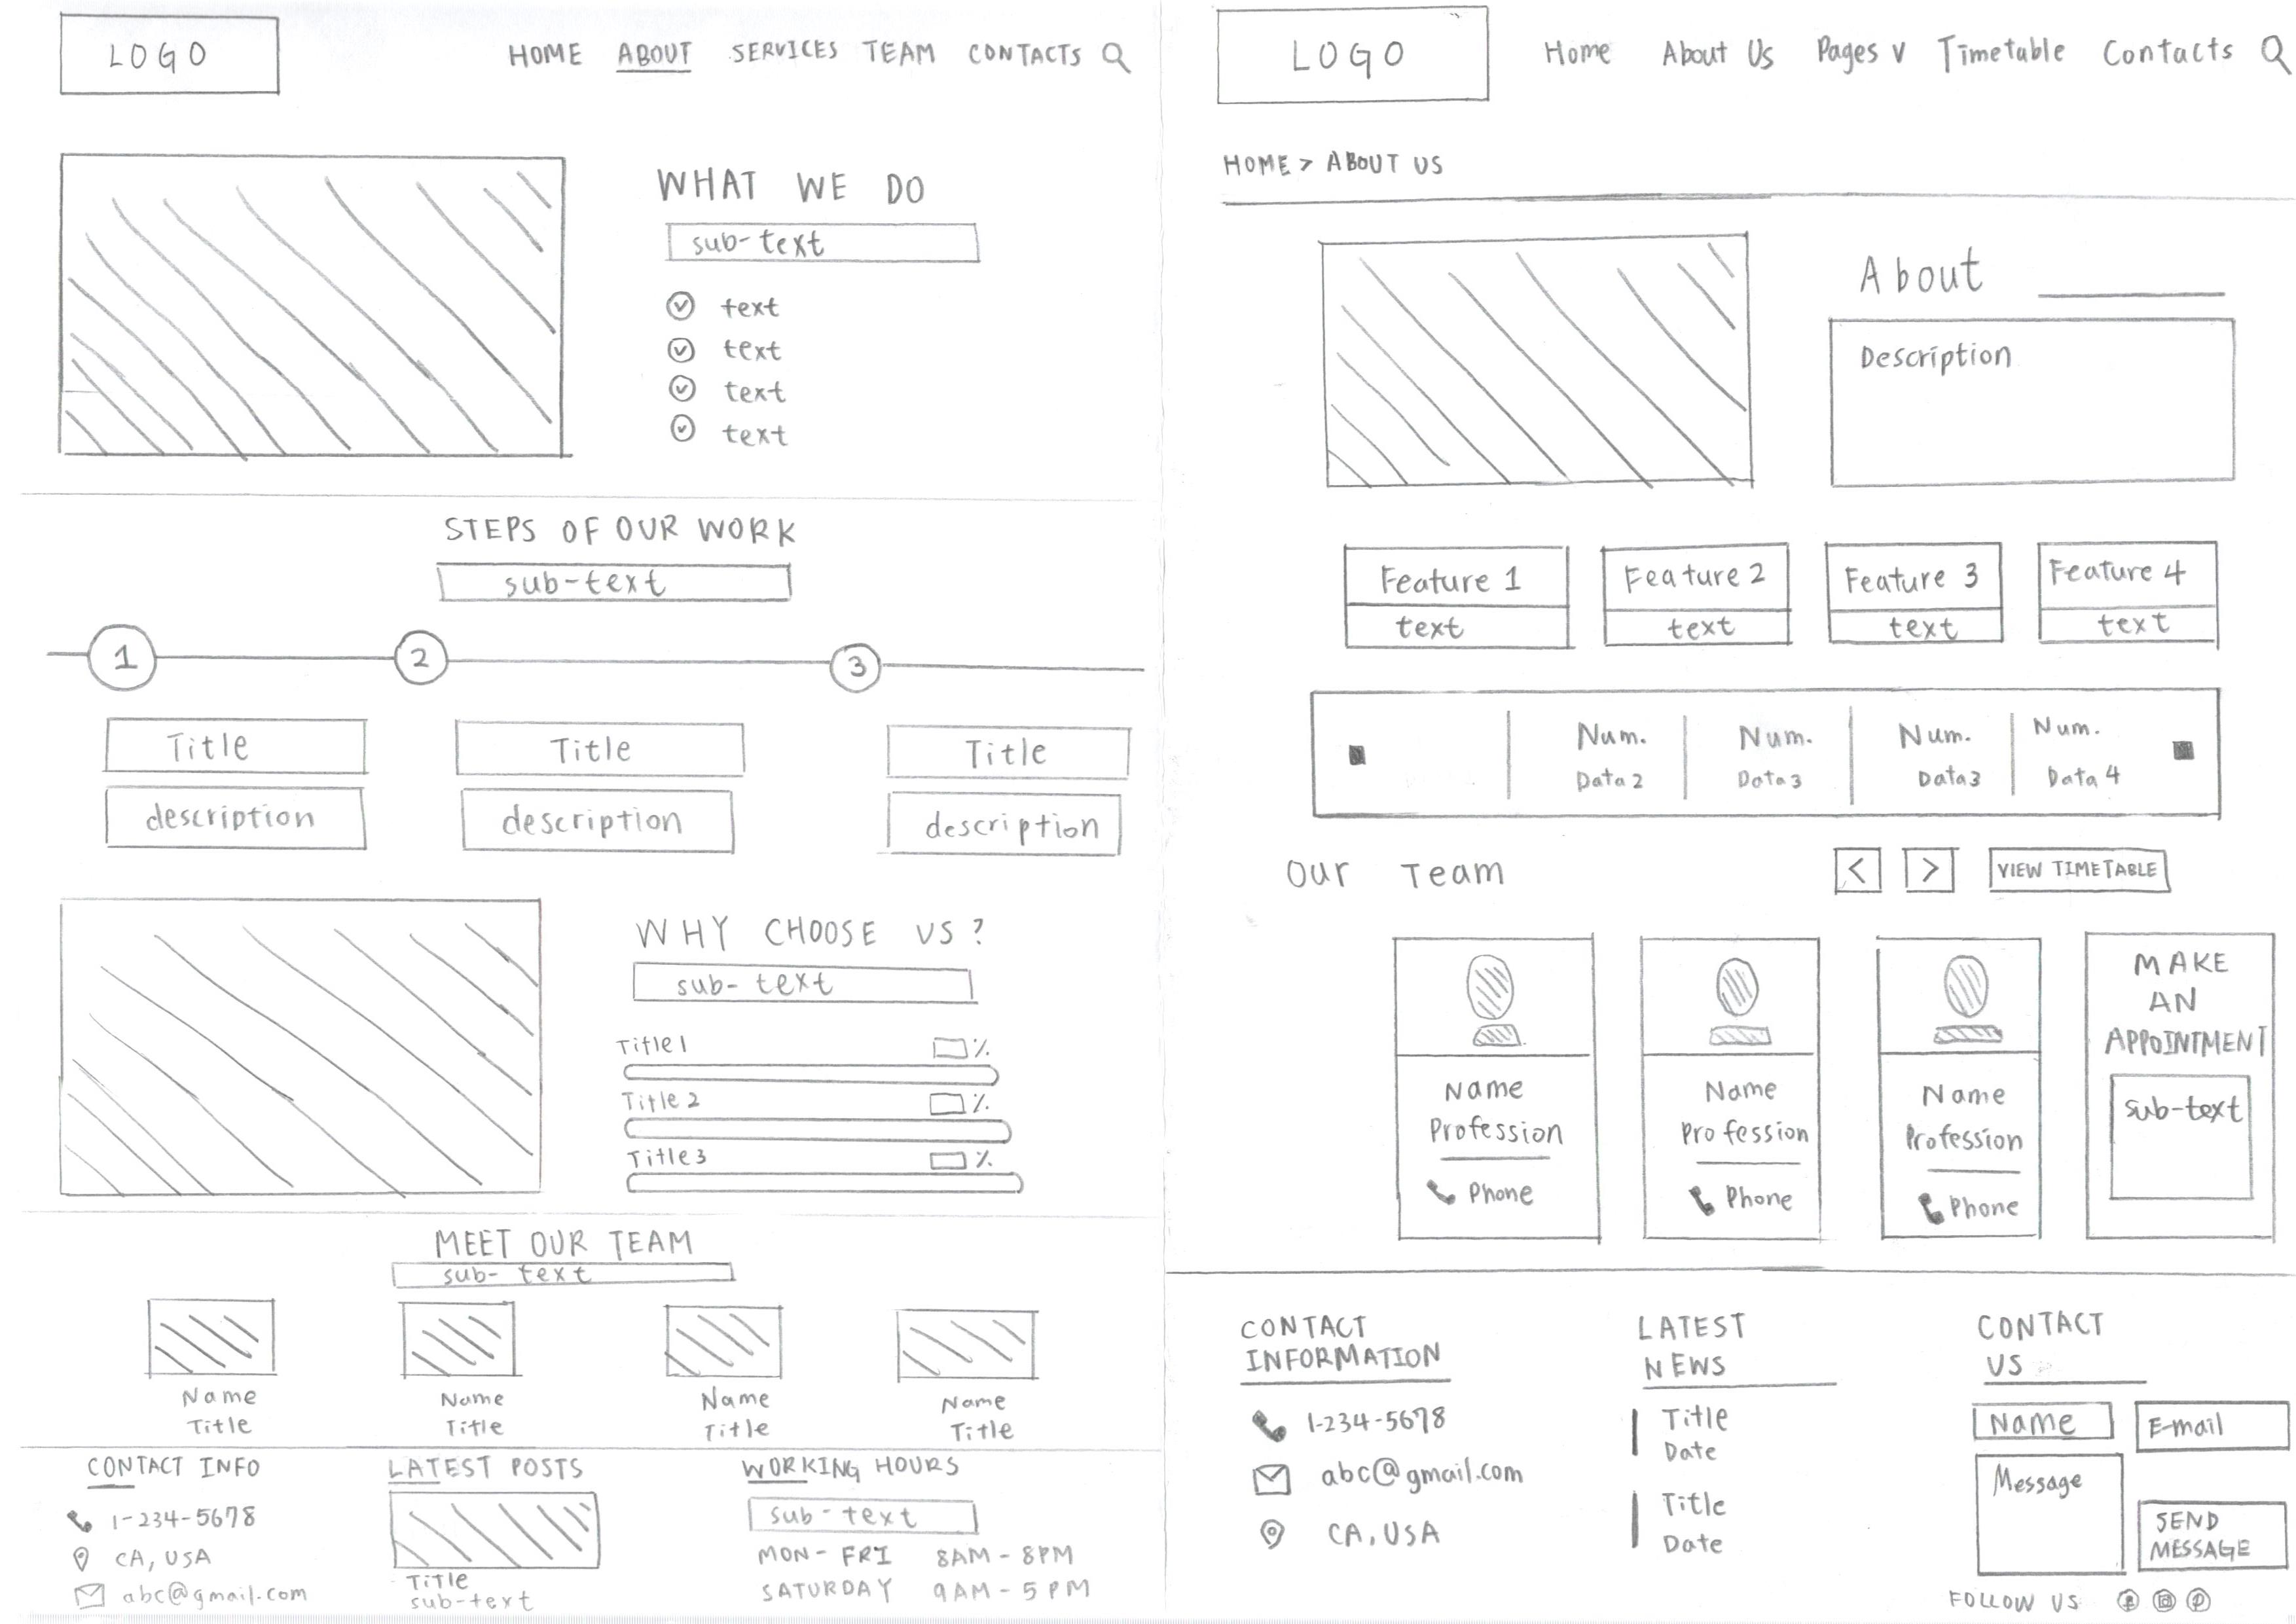 LOGO
HOME ABOUT SERVICES TEAM CONTACTS
WHAT WE DO
sub-text
text
text
text
text
STEPS OF OUR WORK
sub-text
1 2 3
Title Title Title
description description description
WHY CHOOSE US?
sub-text
Title 1 %
Title 2 %
Title 3 %
MEET OUR TEAM
sub-text
Name Name Name Name
Title Title Title Title
CONTACT INFO
1-234-5678
CA, USA
abc@gmail.com
LATEST POSTS
Title
sub-text
WORKING HOURS
sub-text
MON- FRI 8AM - 8PM
SATURDAY 9AM - 5PM
LOGO
Home About Us Pages v Timetable Contacts
HOME > ABOUT US
About
Description
Feature 1 Feature 2 Feature 3 Feature 4
text text text text
Num. Num. Num. Num.
Data 2 Data 3 Data 3 Data 4
Our Team < > VIEW TIMETABLE
Name
Profession
Phone
Name
Profession
Phone
Name
Profession
Phone
MAKE
AN
APPOINTMENT
sub-text
CONTACT
INFORMATION
1-234-5678
abc@gmail.com
CA, USA
LATEST
NEWS
Title
Date
Title
Date
CONTACT
US
Name E-mail
Message
SEND
MESSAGE
FOLLOW US